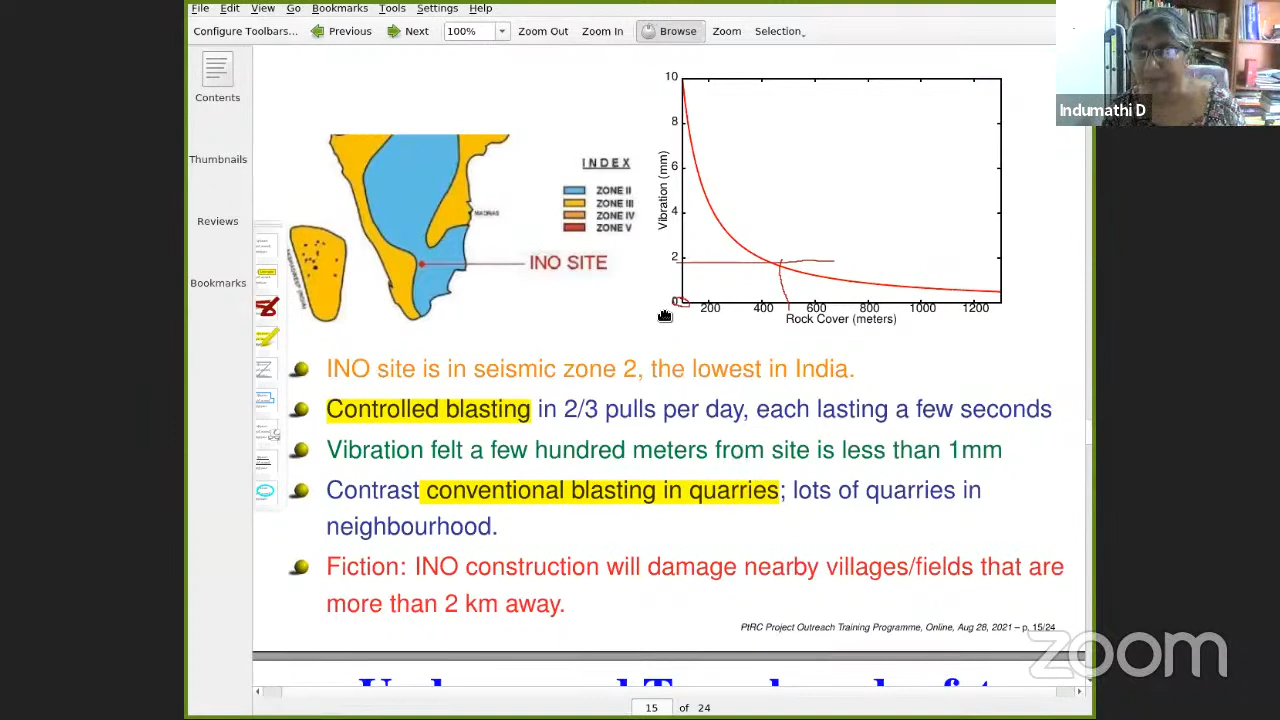 File Edit View Go Bookmarks Tools Settings Help
Configure Toolbars... Previous Next 100% Zoom Out Zoom In Browse Zoom Selection
Contents
Thumbnails
Reviews
Bookmarks
Indumathi D
INDEX
ZONE II
ZONE III
ZONE IV
ZONE V
MADRAS
INO SITE
10
8
6
4
2
0
Vibration (mm)
200 400 600 800 1000 1200
Rock Cover (meters)
INO site is in seismic zone 2, the lowest in India.
Controlled blasting in 2/3 pulls per day, each lasting a few seconds
Vibration felt a few hundred meters from site is less than 1mm
Contrast conventional blasting in quarries; lots of quarries in
neighbourhood.
Fiction: INO construction will damage nearby villages/fields that are
more than 2 km away.
PIRC Project Outreach Training Programme, Online, Aug 28, 2021 – p. 15/24
zoom
15 of 24